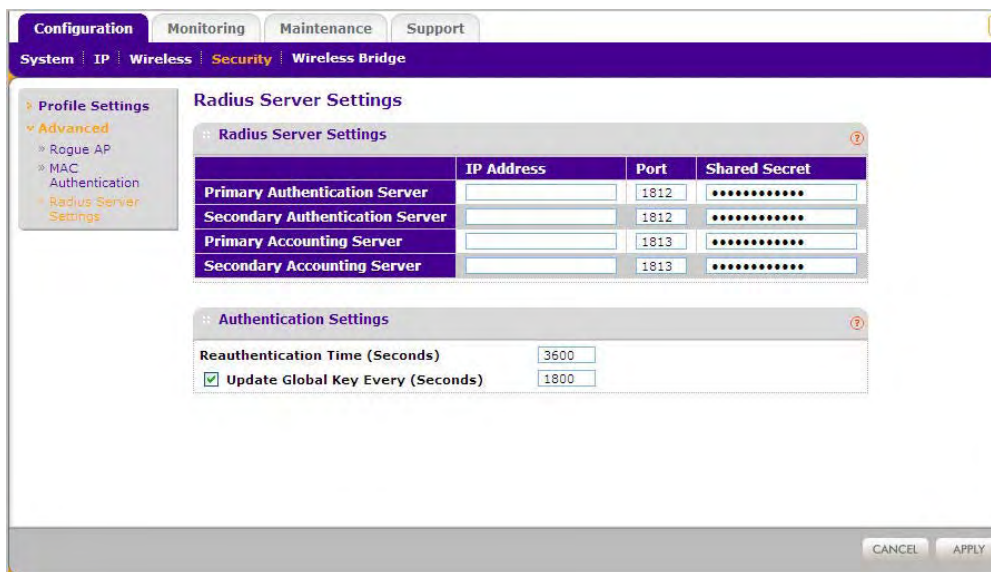 Configuration Monitoring Maintenance Support
System IP Wireless Security Wireless Bridge
Profile Settings
Advanced
Rogue AP
MAC
Authentication
Radius Server
Settings
Radius Server Settings
Radius Server Settings ?
IP Address Port Shared Secret
Primary Authentication Server 1812 ••••••••••••
Secondary Authentication Server 1812 ••••••••••••
Primary Accounting Server 1813 ••••••••••••
Secondary Accounting Server 1813 ••••••••••••
Authentication Settings ?
Reauthentication Time (Seconds) 3600
Update Global Key Every (Seconds) 1800
CANCEL APPLY